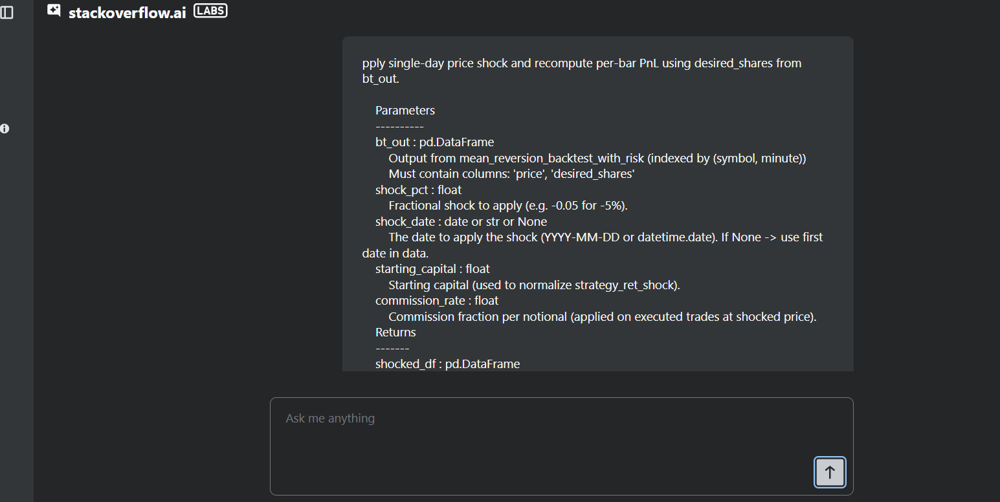 stackoverflow.ai LABS
pply single-day price shock and recompute per-bar PnL using desired_shares from
bt_out.
Parameters
----------
bt_out : pd.DataFrame
Output from mean_reversion_backtest_with_risk (indexed by (symbol, minute))
Must contain columns: 'price', 'desired_shares'
shock_pct : float
Fractional shock to apply (e.g. -0.05 for -5%).
shock_date : date or str or None
The date to apply the shock (YYYY-MM-DD or datetime.date). If None -> use first
date in data.
starting_capital : float
Starting capital (used to normalize strategy_ret_shock).
commission_rate : float
Commission fraction per notional (applied on executed trades at shocked price).
Returns
-------
shocked_df : pd.DataFrame
Ask me anything